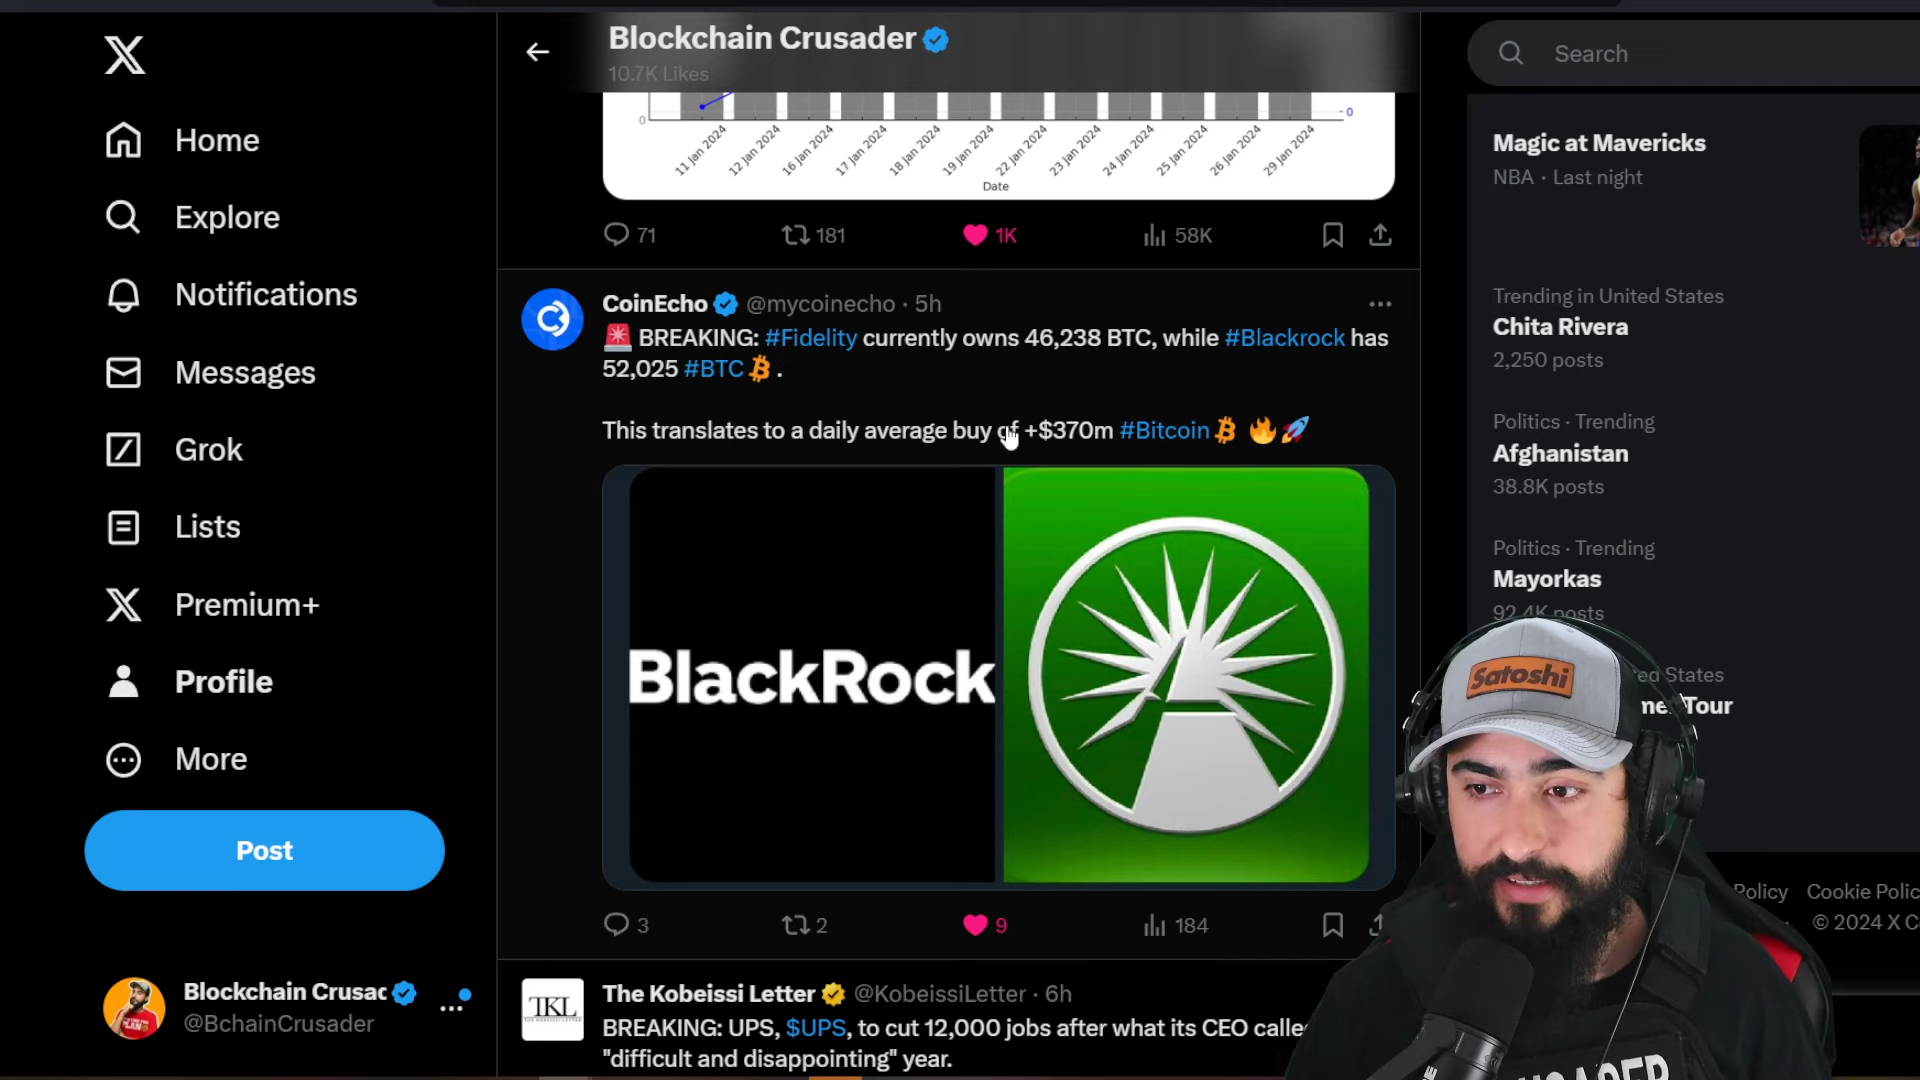 Blockchain Crusader
10.7K Likes
Search
Home
Explore
Notifications
Messages
Grok
Lists
Premium+
Profile
More
Post
Blockchain Crusac
@BchainCrusader
0
0
11 Jan 2024
12 Jan 2024
16 Jan 2024
17 Jan 2024
18 Jan 2024
19 Jan 2024
22 Jan 2024
23 Jan 2024
24 Jan 2024
25 Jan 2024
26 Jan 2024
29 Jan 2024
Date
71
181
1K
58K
CoinEcho @mycoinecho · 5h
BREAKING: #Fidelity currently owns 46,238 BTC, while #Blackrock has
52,025 #BTC .
This translates to a daily average buy of +$370m #Bitcoin
BlackRock
3
2
9
184
TKL
The Kobeissi Letter @KobeissiLetter · 6h
BREAKING: UPS, $UPS, to cut 12,000 jobs after what its CEO calle
"difficult and disappointing" year.
Magic at Mavericks
NBA · Last night
Trending in United States
Chita Rivera
2,250 posts
Politics · Trending
Afghanistan
38.8K posts
Politics · Trending
Mayorkas
92.4K posts
ed States
Tour
Policy
Cookie Polic
© 2024 X C
Satoshi